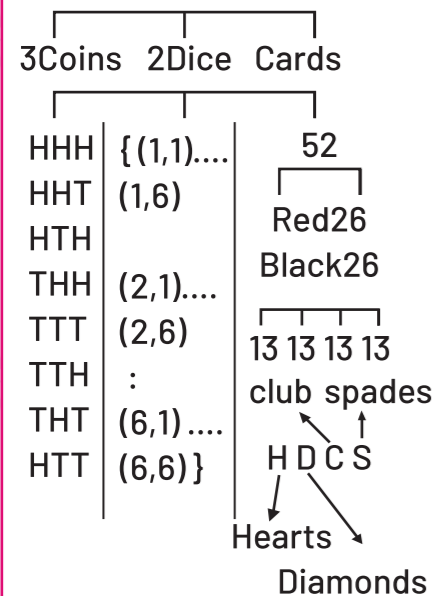 3Coins 2Dice Cards
HHH
HHT
HTH
THH
TTT
TTH
THT
HTT
{(1,1)....
(1,6)
(2,1)....
(2,6)
:
(6,1)....
(6,6)}
52
Red26
Black26
13 13 13 13
club spades
H D C S
Hearts
Diamonds